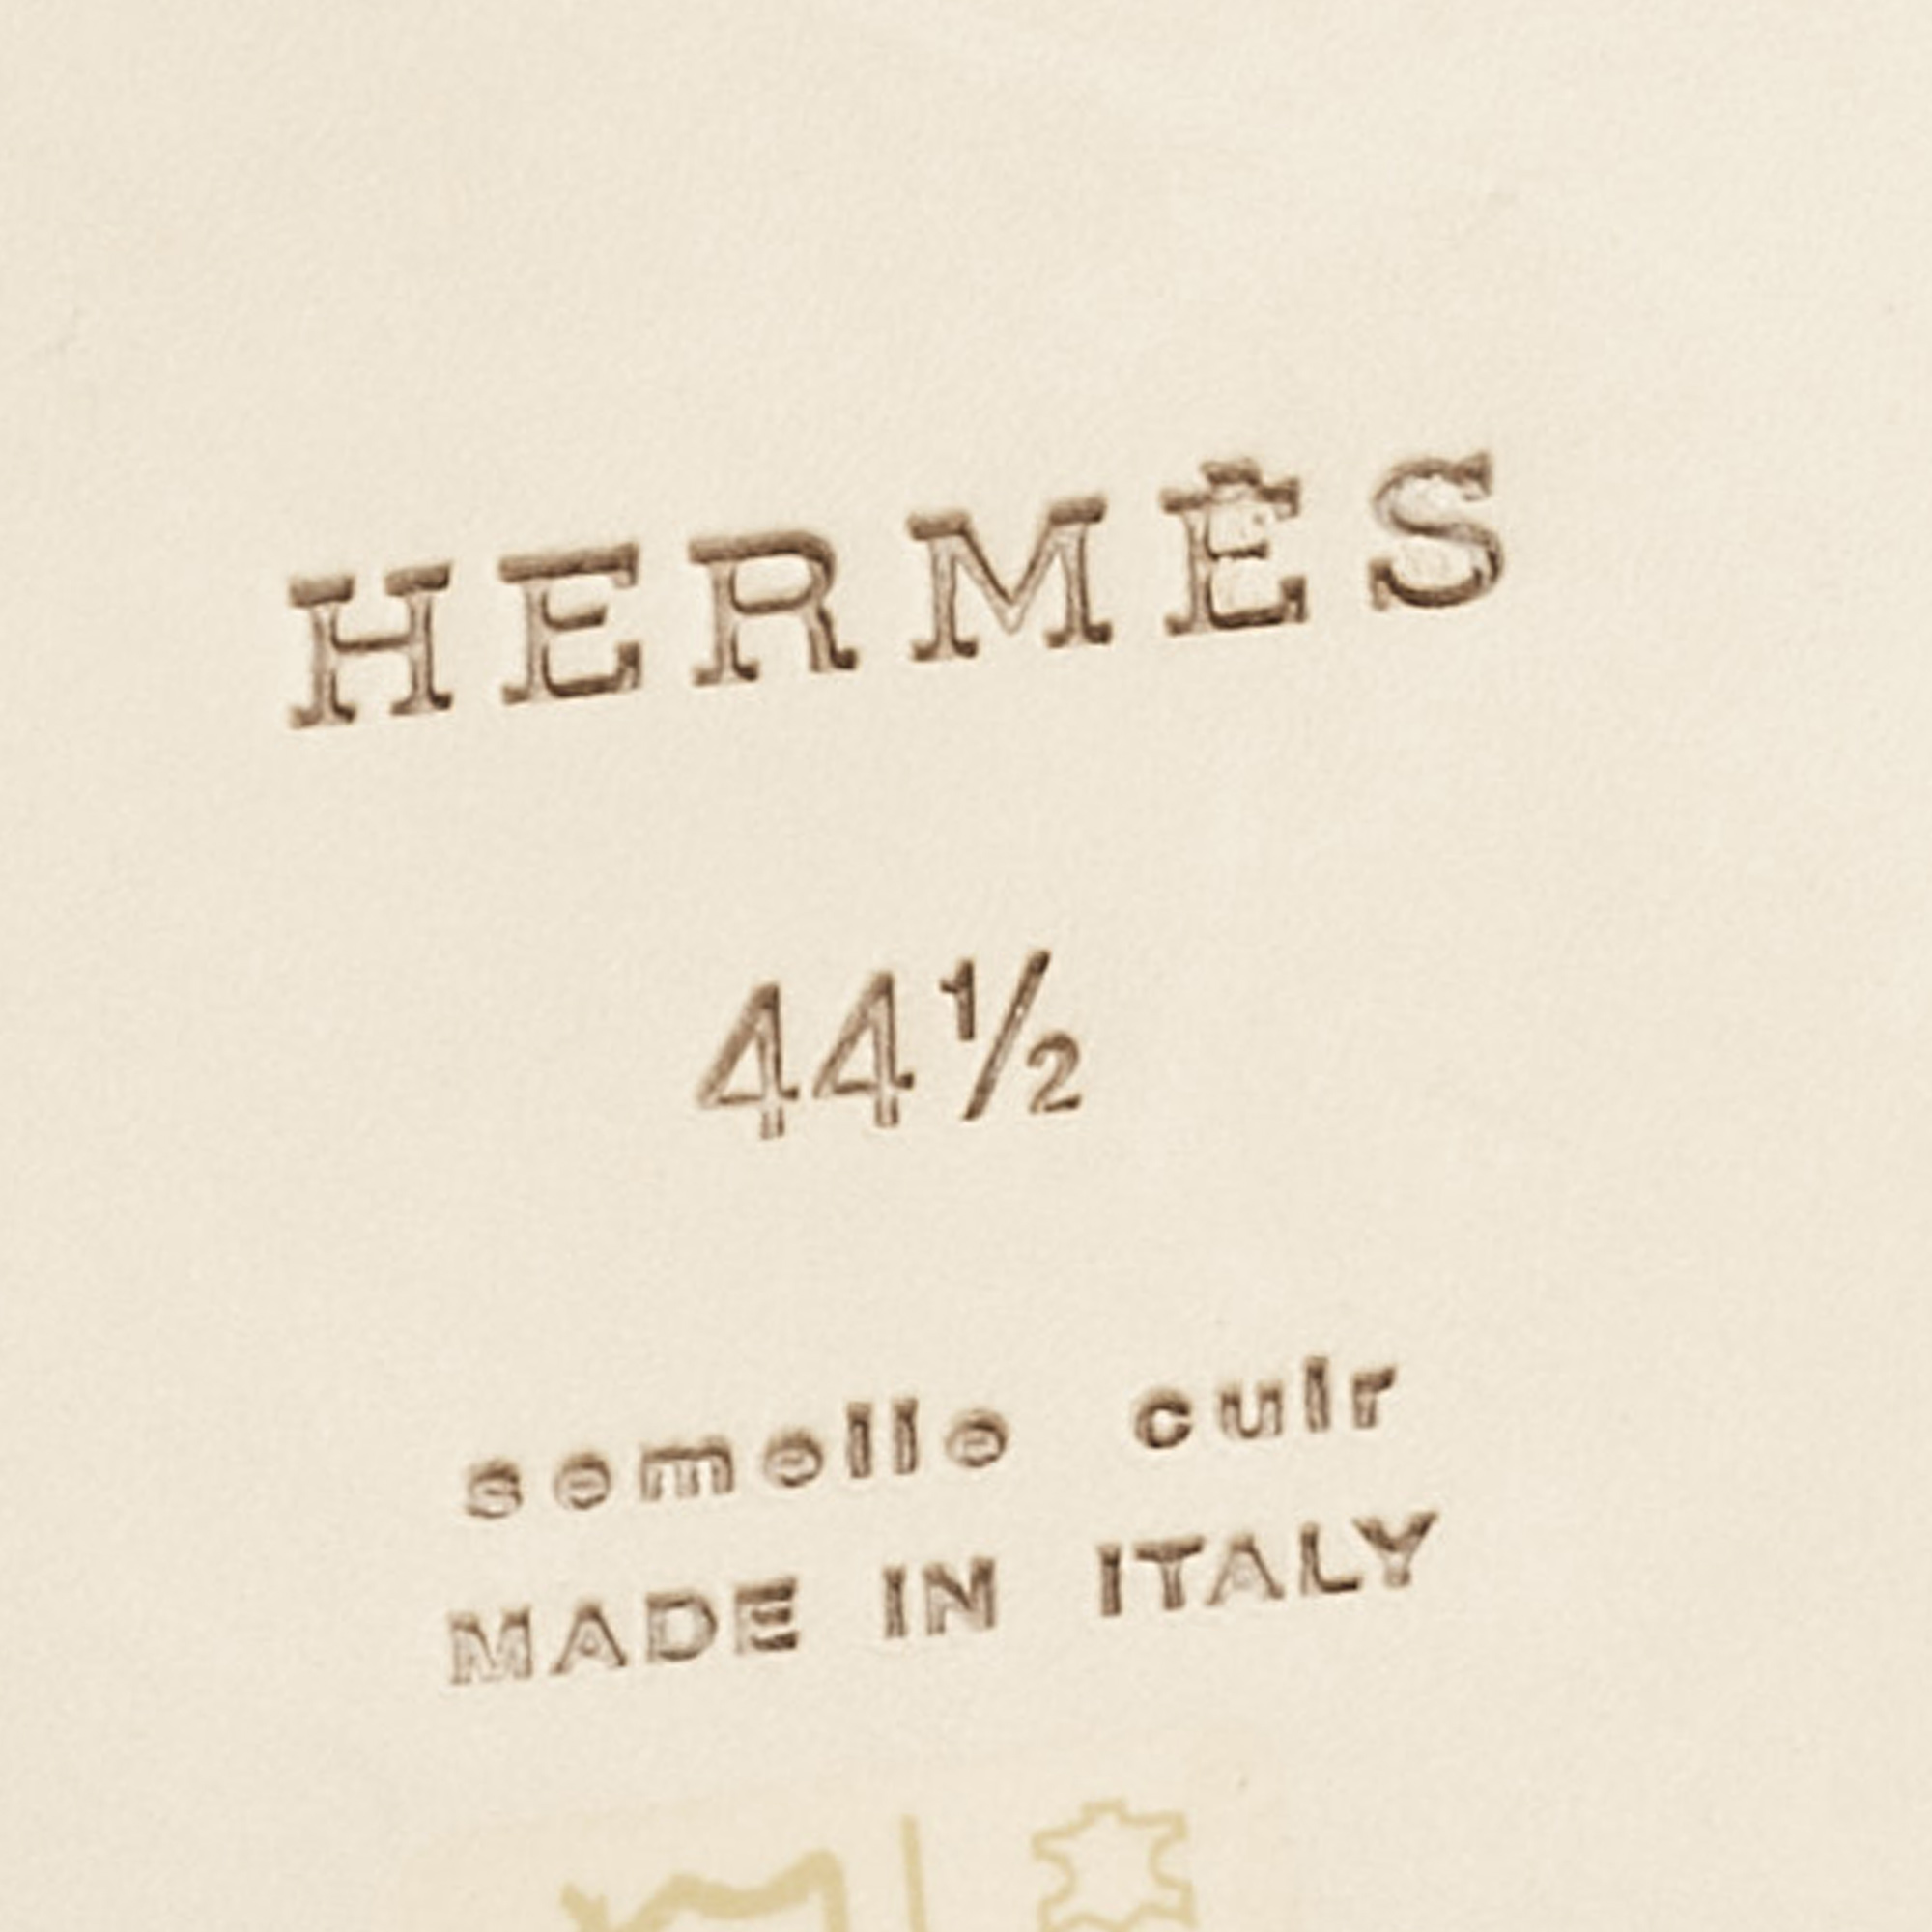 HERMÈS
44½
semelle cuir
MADE IN ITALY